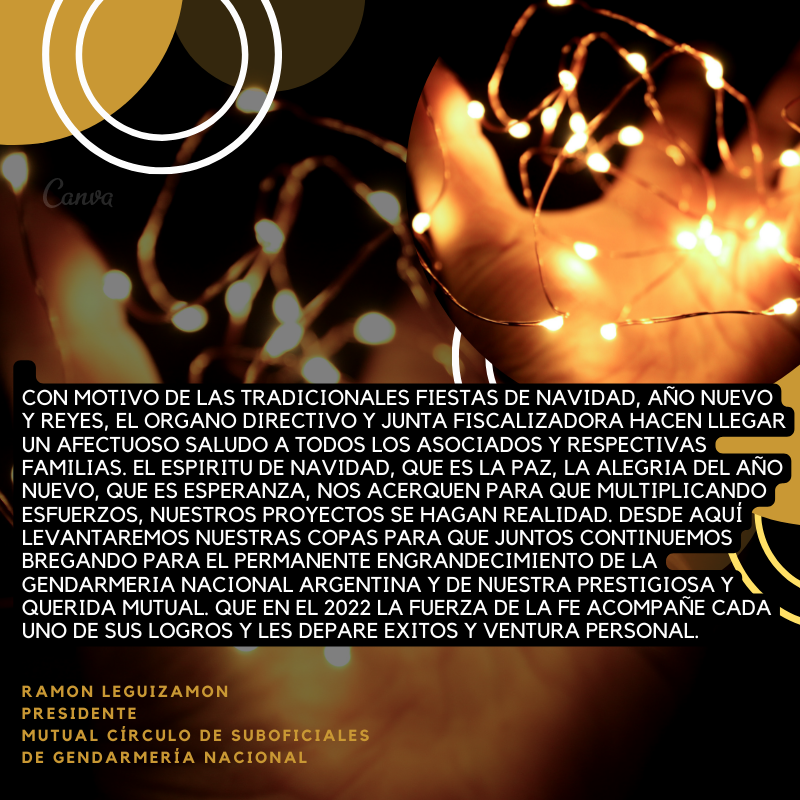 Canva
CON MOTIVO DE LAS TRADICIONALES FIESTAS DE NAVIDAD, AÑO NUEVO
Y REYES, EL ORGANO DIRECTIVO Y JUNTA FISCALIZADORA HACEN LLEGAR
UN AFECTUOSO SALUDO A TODOS LOS ASOCIADOS Y RESPECTIVAS
FAMILIAS. EL ESPIRITU DE NAVIDAD, QUE ES LA PAZ, LA ALEGRIA DEL AÑO
NUEVO, QUE ES ESPERANZA, NOS ACERQUEN PARA QUE MULTIPLICANDO
ESFUERZOS, NUESTROS PROYECTOS SE HAGAN REALIDAD. DESDE AQUÍ
LEVANTAREMOS NUESTRAS COPAS PARA QUE JUNTOS CONTINUEMOS
BREGANDO PARA EL PERMANENTE ENGRANDECIMIENTO DE LA
GENDARMERIA NACIONAL ARGENTINA Y DE NUESTRA PRESTIGIOSA Y
QUERIDA MUTUAL. QUE EN EL 2022 LA FUERZA DE LA FE ACOMPAÑE CADA
UNO DE SUS LOGROS Y LES DEPARE EXITOS Y VENTURA PERSONAL.
RAMON LEGUIZAMON
PRESIDENTE
MUTUAL CÍRCULO DE SUBOFICIALES
DE GENDARMERÍA NACIONAL